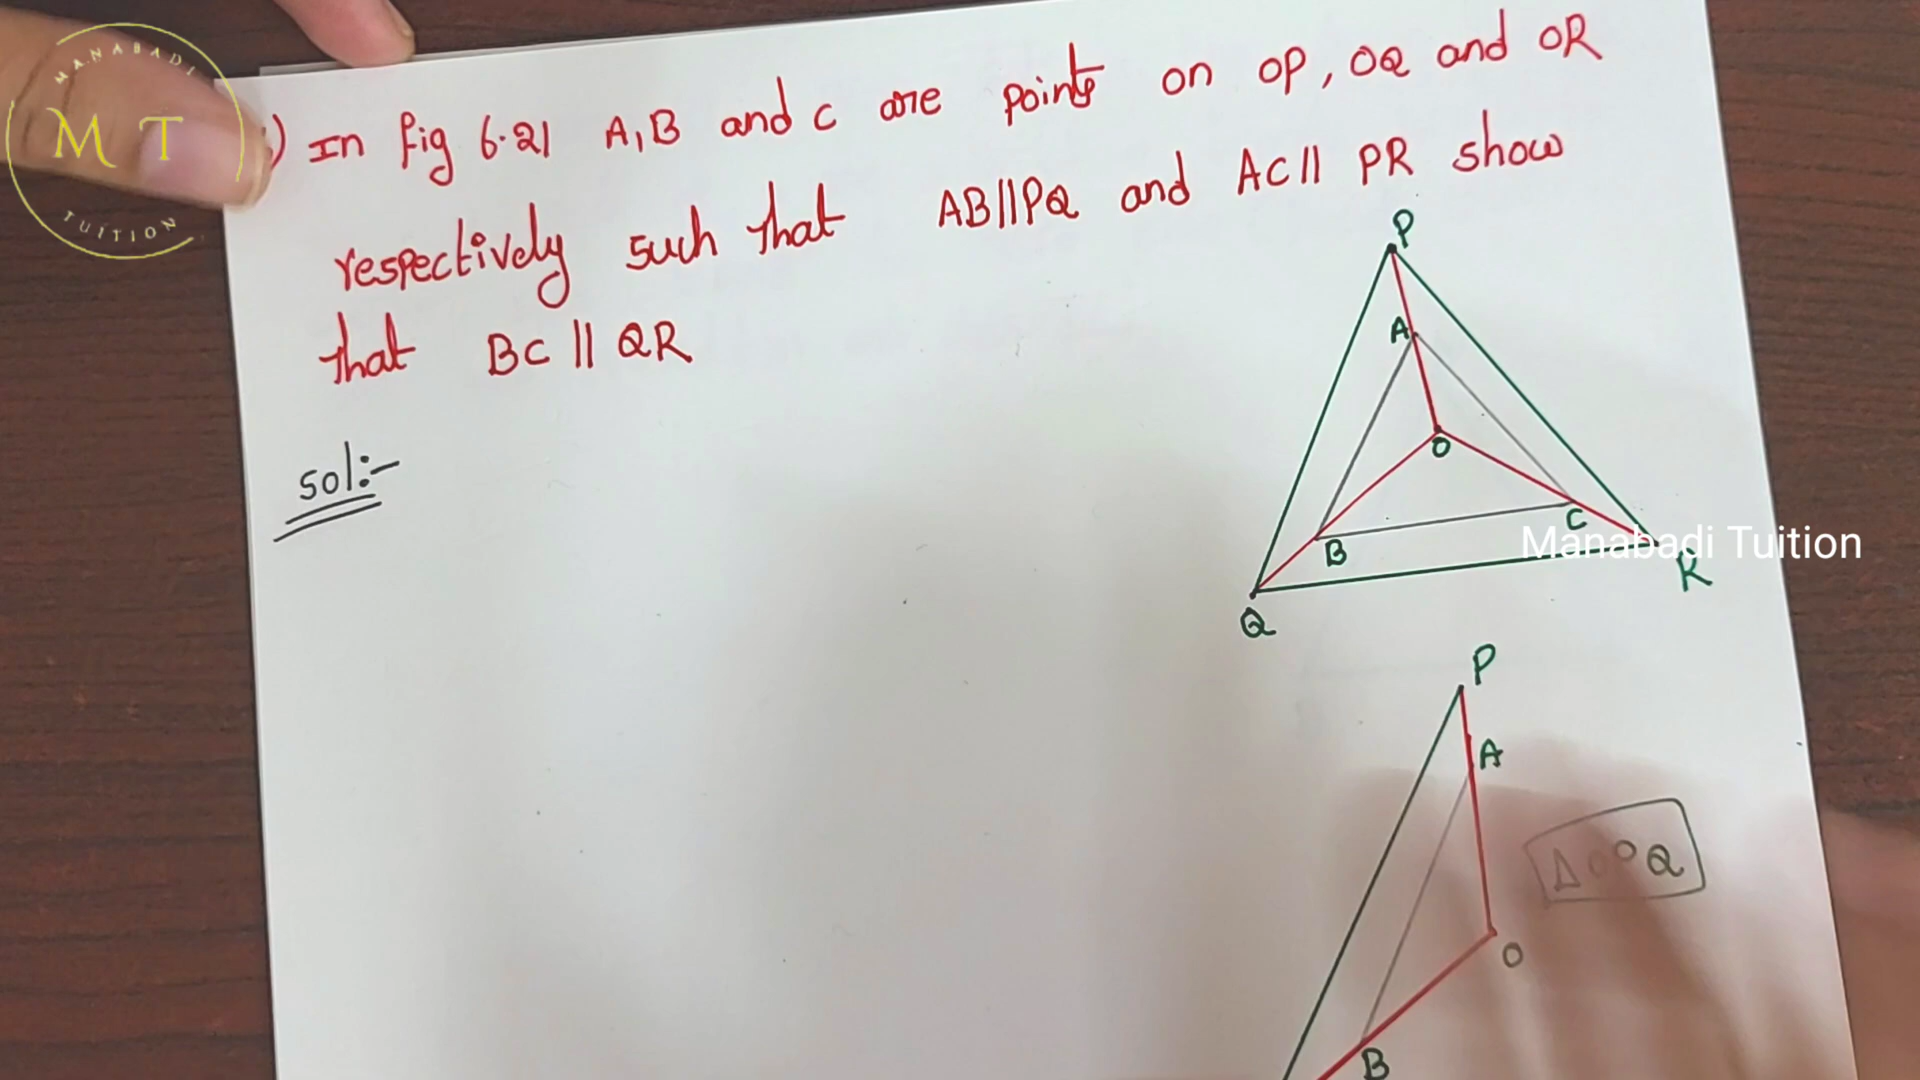 MANABADI
M T
TUITION
) In fig 6.21 A,B and C are points on OP, OQ and OR
respectively such that AB||PQ and AC|| PR show
that BC || QR
sol:-
P
A
O
B
C
Manabadi Tuition
R
Q
P
A
ΔOPQ
O
B